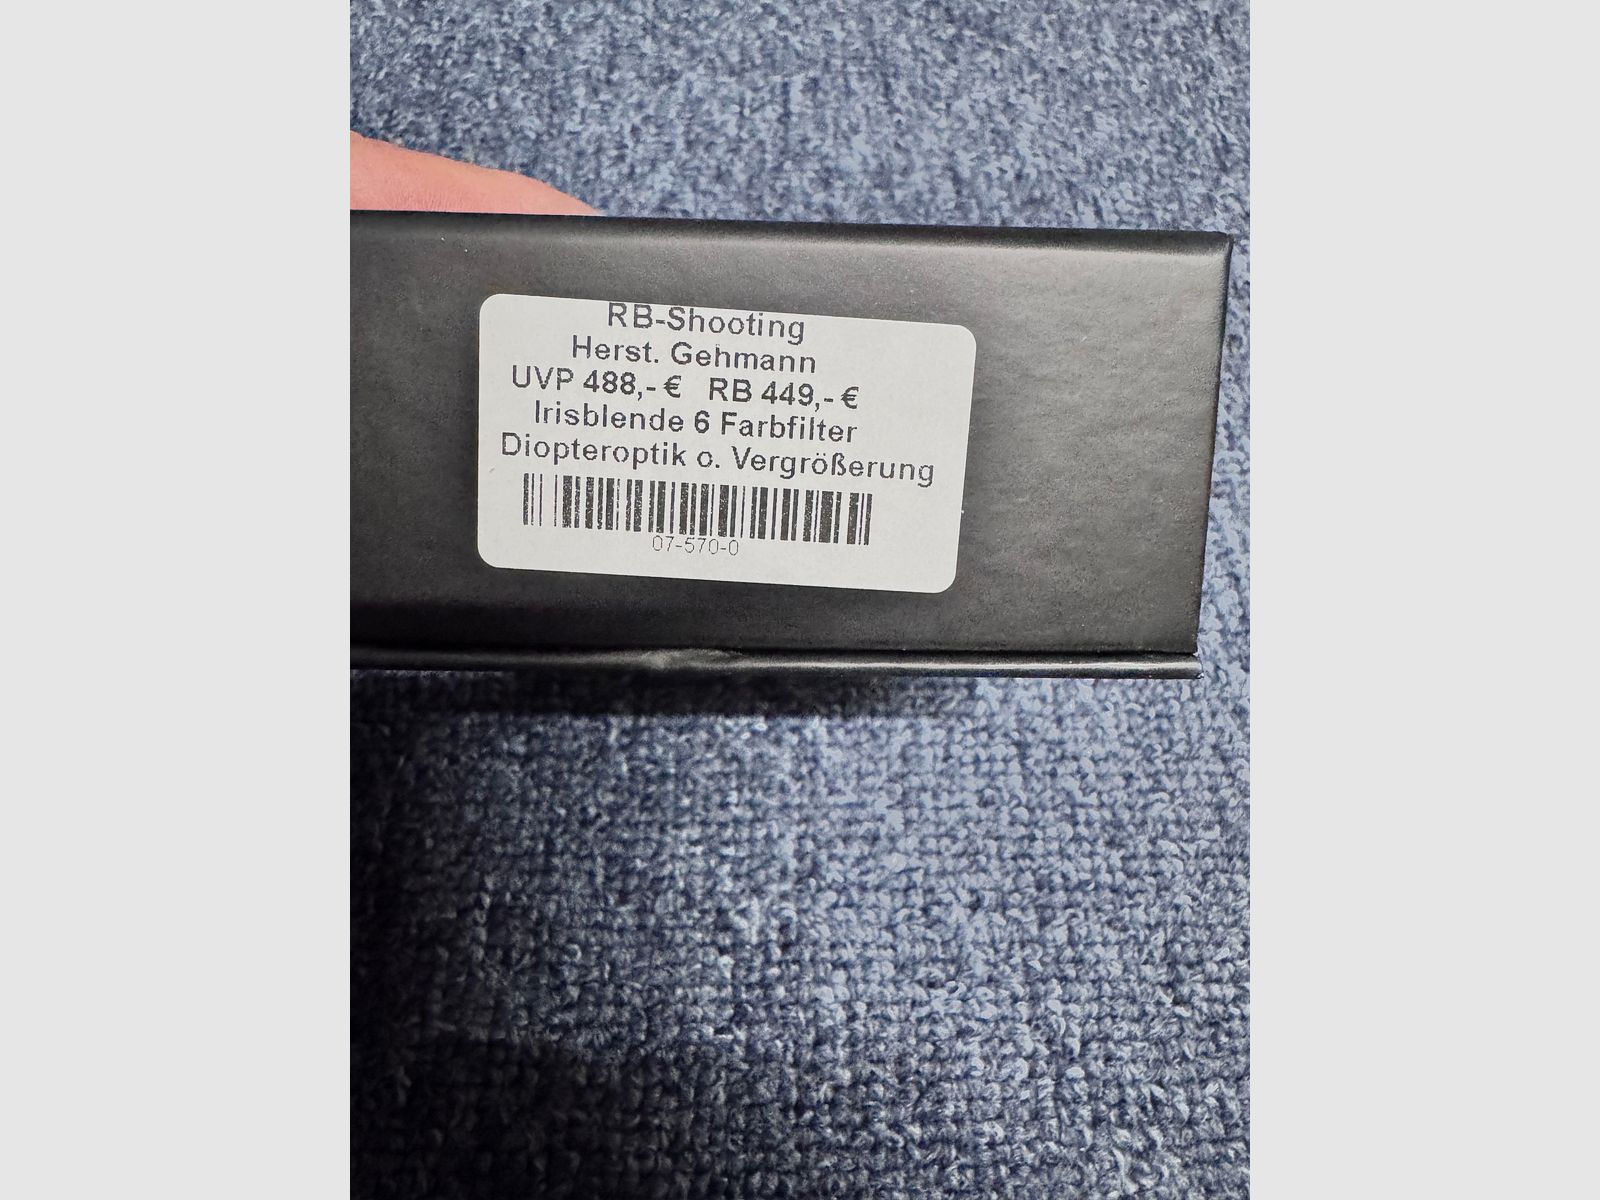 RB-Shooting
Herst. Gehmann
UVP 488,- € RB 449,- €
Irisblende 6 Farbfilter
Diopteroptik o. Vergrößerung
07-570-0